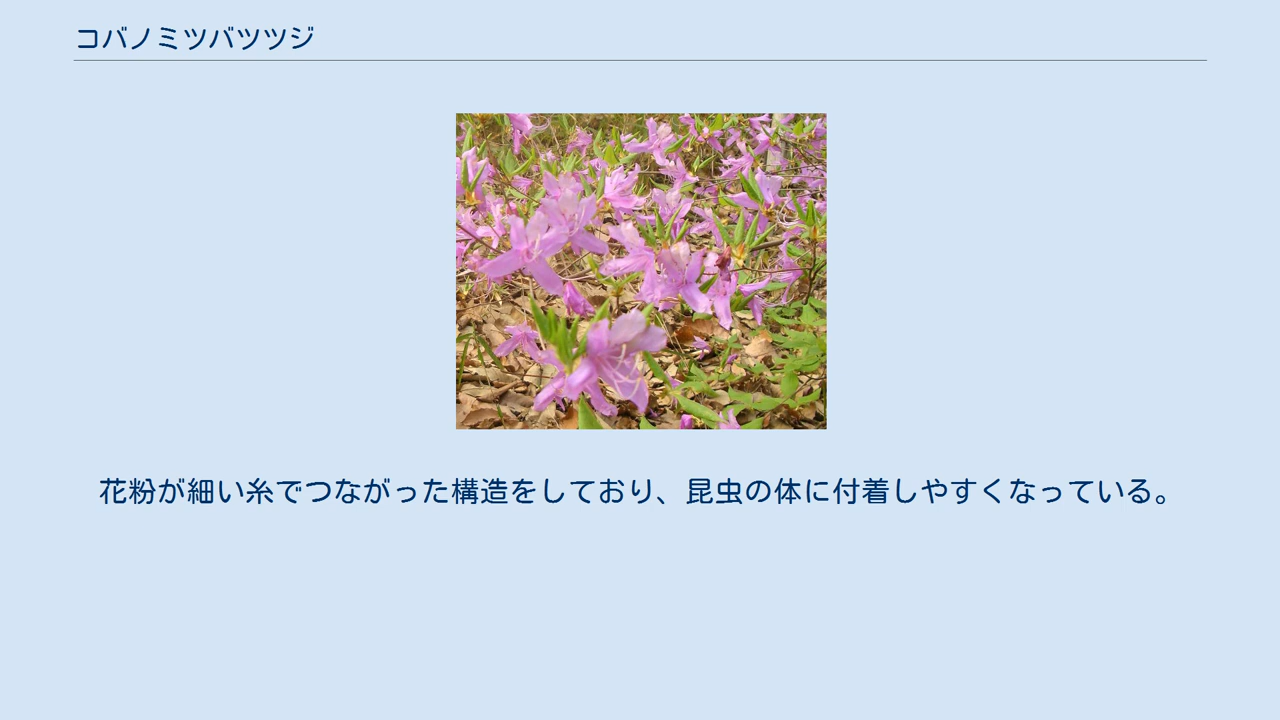 コバノミツバツツジ
花粉が細い糸でつながった構造をしており、昆虫の体に付着しやすくなっている。